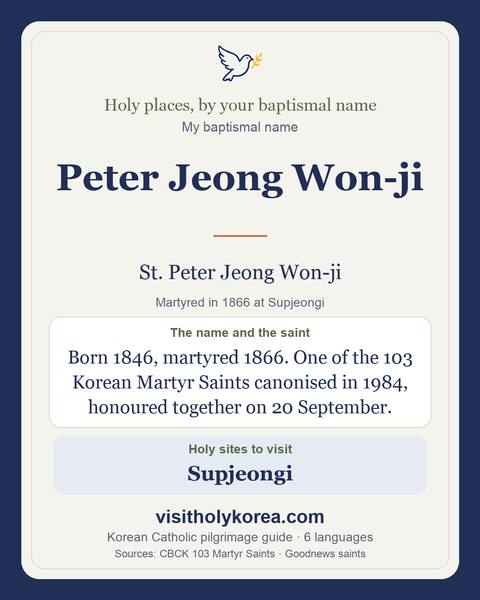 Holy places, by your baptismal name
My baptismal name
Peter Jeong Won-ji
St. Peter Jeong Won-ji
Martyred in 1866 at Supjeongi
The name and the saint
Born 1846, martyred 1866. One of the 103
Korean Martyr Saints canonised in 1984,
honoured together on 20 September.
Holy sites to visit
Supjeongi
visitholykorea.com
Korean Catholic pilgrimage guide · 6 languages
Sources: CBCK 103 Martyr Saints · Goodnews saints